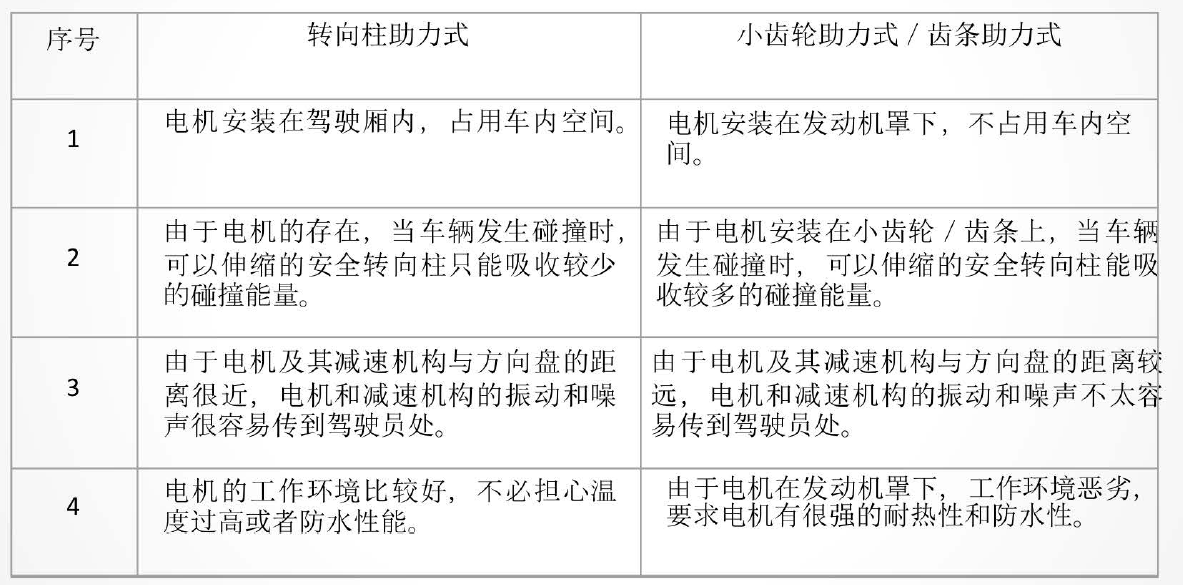 序号
转向柱助力式
小齿轮助力式 / 齿条助力式
1
电机安装在驾驶厢内，占用车内空间。
电机安装在发动机罩下，不占用车内空
间。
2
由于电机的存在，当车辆发生碰撞时，
可以伸缩的安全转向柱只能吸收较少
的碰撞能量。
由于电机安装在小齿轮 / 齿条上，当车辆
发生碰撞时，可以伸缩的安全转向柱能吸
收较多的碰撞能量。
3
由于电机及其减速机构与方向盘的距
离很近，电机和减速机构的振动和噪
声很容易传到驾驶员处。
由于电机及其减速机构与方向盘的距离较
远，电机和减速机构的振动和噪声不太容
易传到驾驶员处。
4
电机的工作环境比较好，不必担心温
度过高或者防水性能。
由于电机在发动机罩下，工作环境恶劣，
要求电机有很强的耐热性和防水性。